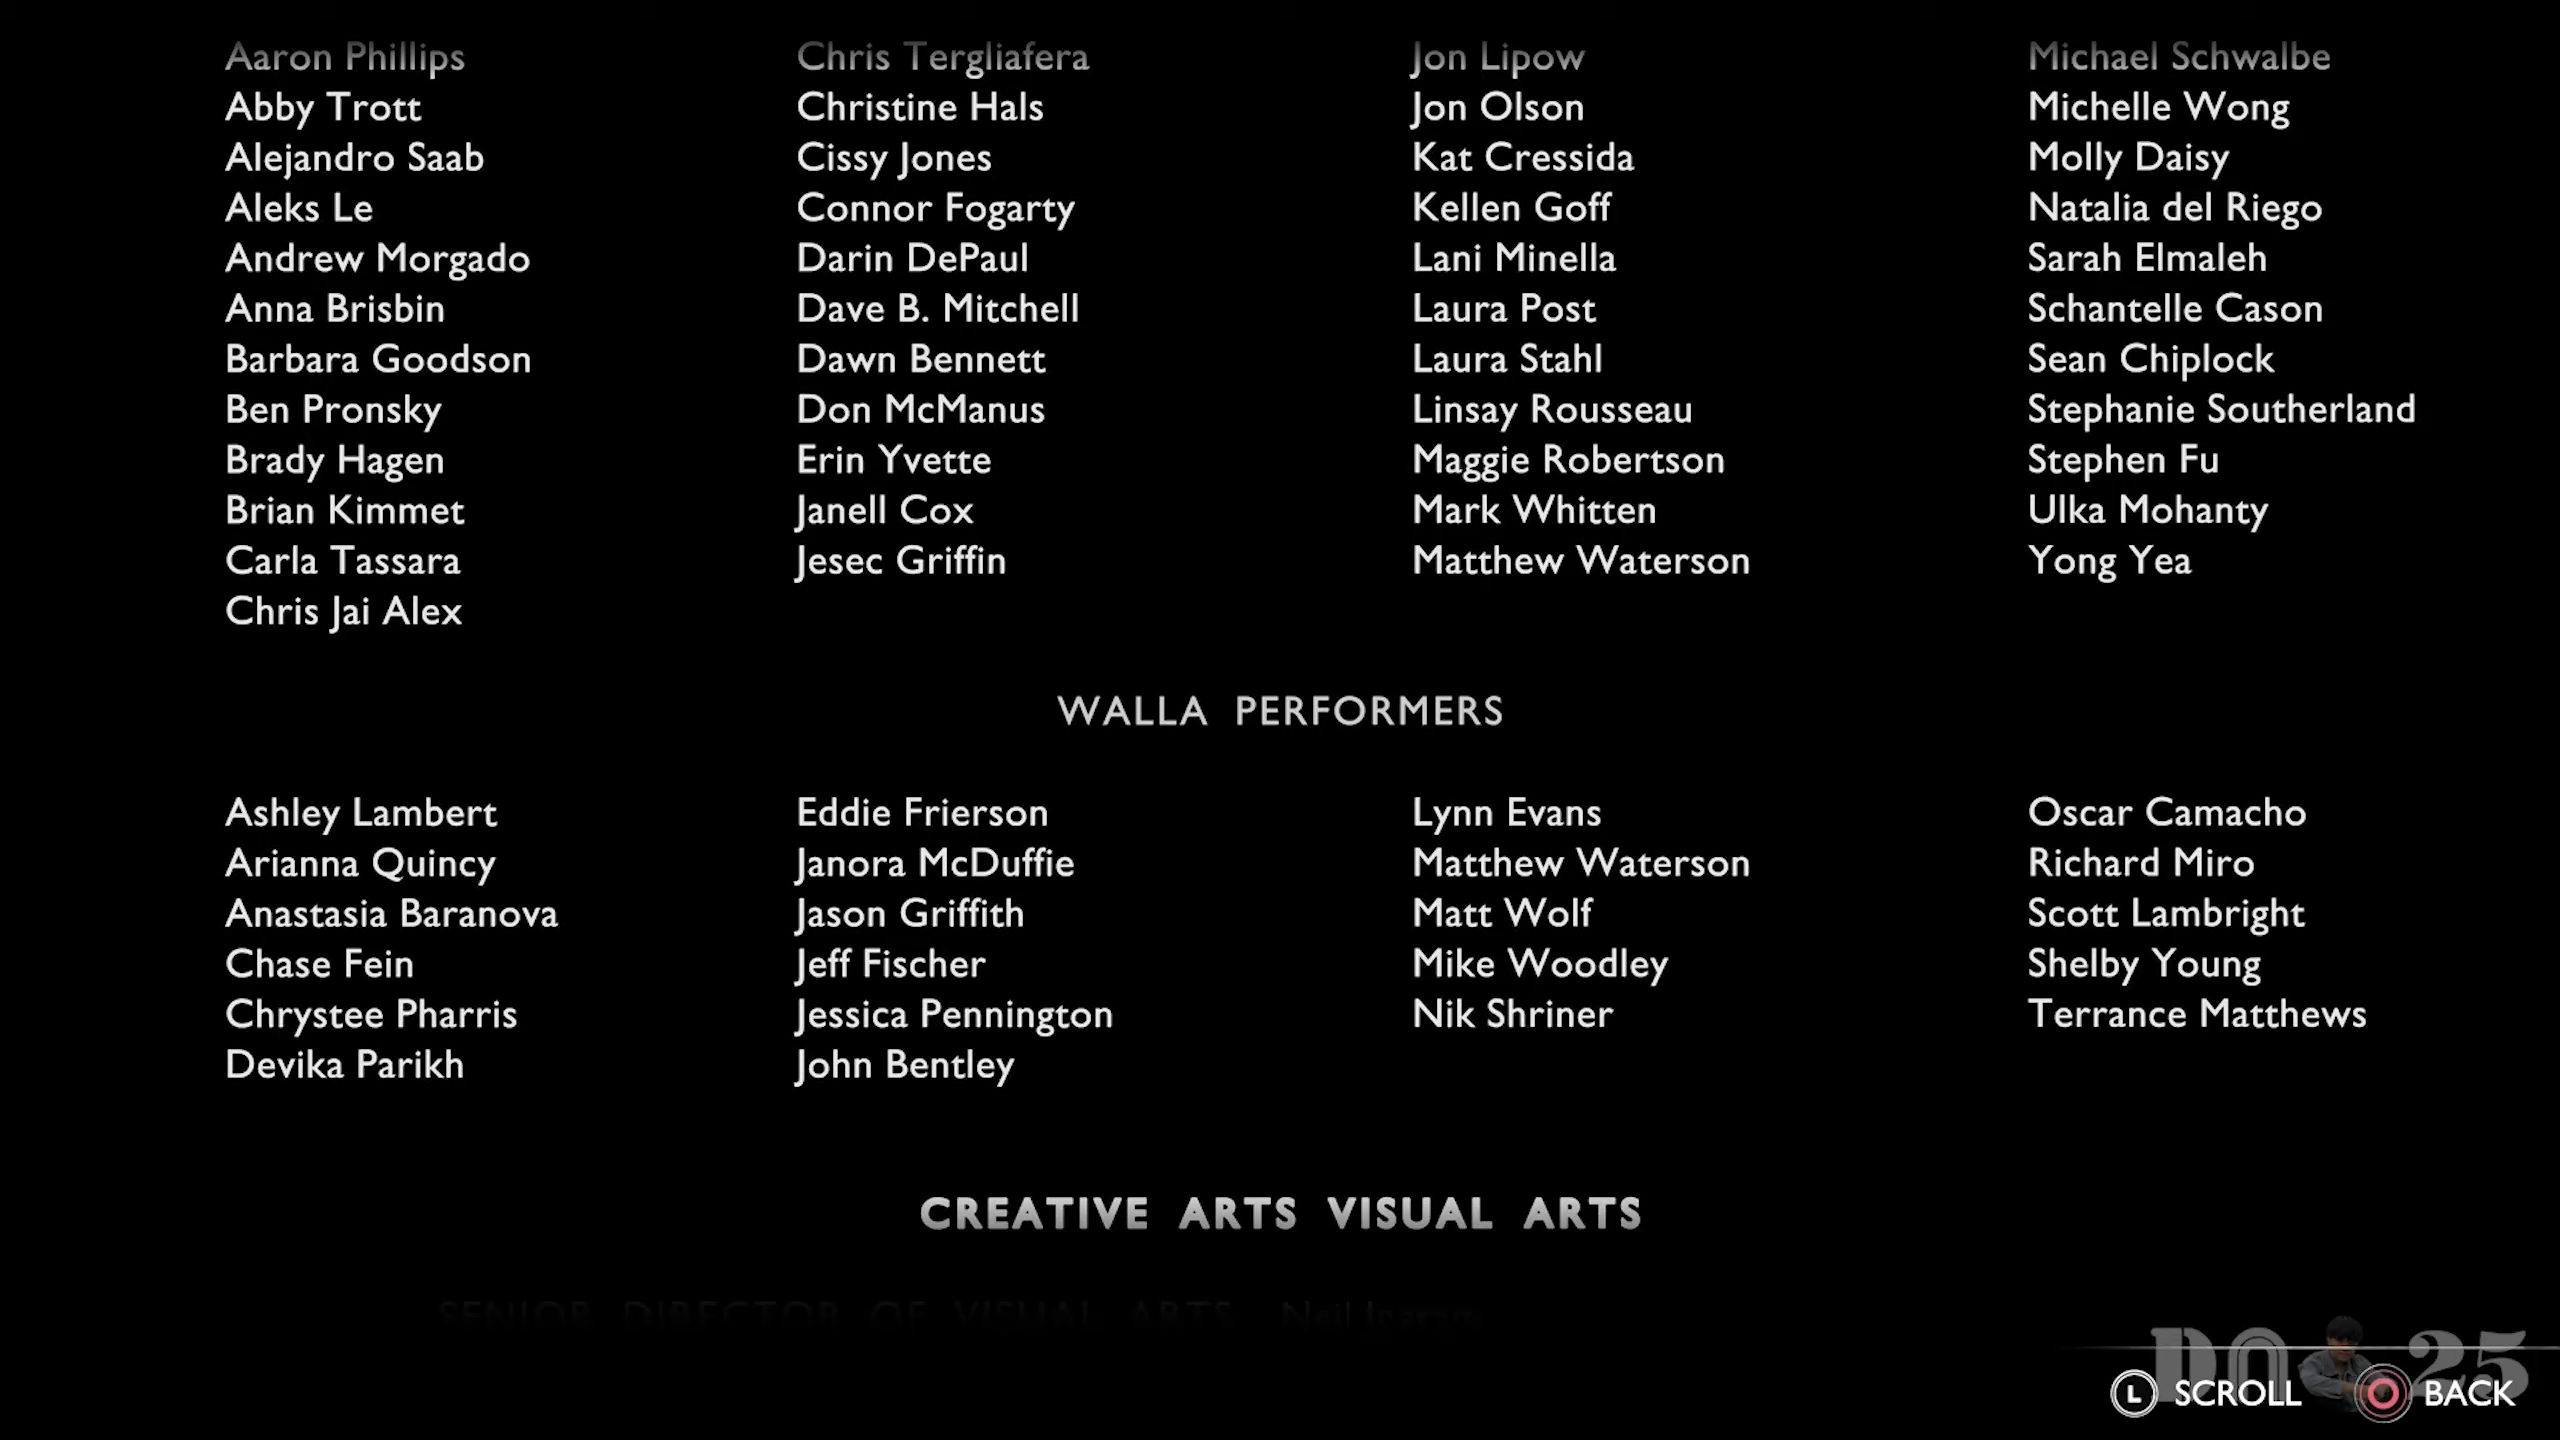 Aaron Phillips Chris Tergliafera Jon Lipow Michael Schwalbe
Abby Trott Christine Hals Jon Olson Michelle Wong
Alejandro Saab Cissy Jones Kat Cressida Molly Daisy
Aleks Le Connor Fogarty Kellen Goff Natalia del Riego
Andrew Morgado Darin DePaul Lani Minella Sarah Elmaleh
Anna Brisbin Dave B. Mitchell Laura Post Schantelle Cason
Barbara Goodson Dawn Bennett Laura Stahl Sean Chiplock
Ben Pronsky Don McManus Linsay Rousseau Stephanie Southerland
Brady Hagen Erin Yvette Maggie Robertson Stephen Fu
Brian Kimmet Janell Cox Mark Whitten Ulka Mohanty
Carla Tassara Jesec Griffin Matthew Waterson Yong Yea
Chris Jai Alex
WALLA PERFORMERS
Ashley Lambert Eddie Frierson Lynn Evans Oscar Camacho
Arianna Quincy Janora McDuffie Matthew Waterson Richard Miro
Anastasia Baranova Jason Griffith Matt Wolf Scott Lambright
Chase Fein Jeff Fischer Mike Woodley Shelby Young
Chrystee Pharris Jessica Pennington Nik Shriner Terrance Matthews
Devika Parikh John Bentley
CREATIVE ARTS VISUAL ARTS
SENIOR DIRECTOR OF VISUAL ARTS Neil Ingram
L SCROLL BACK